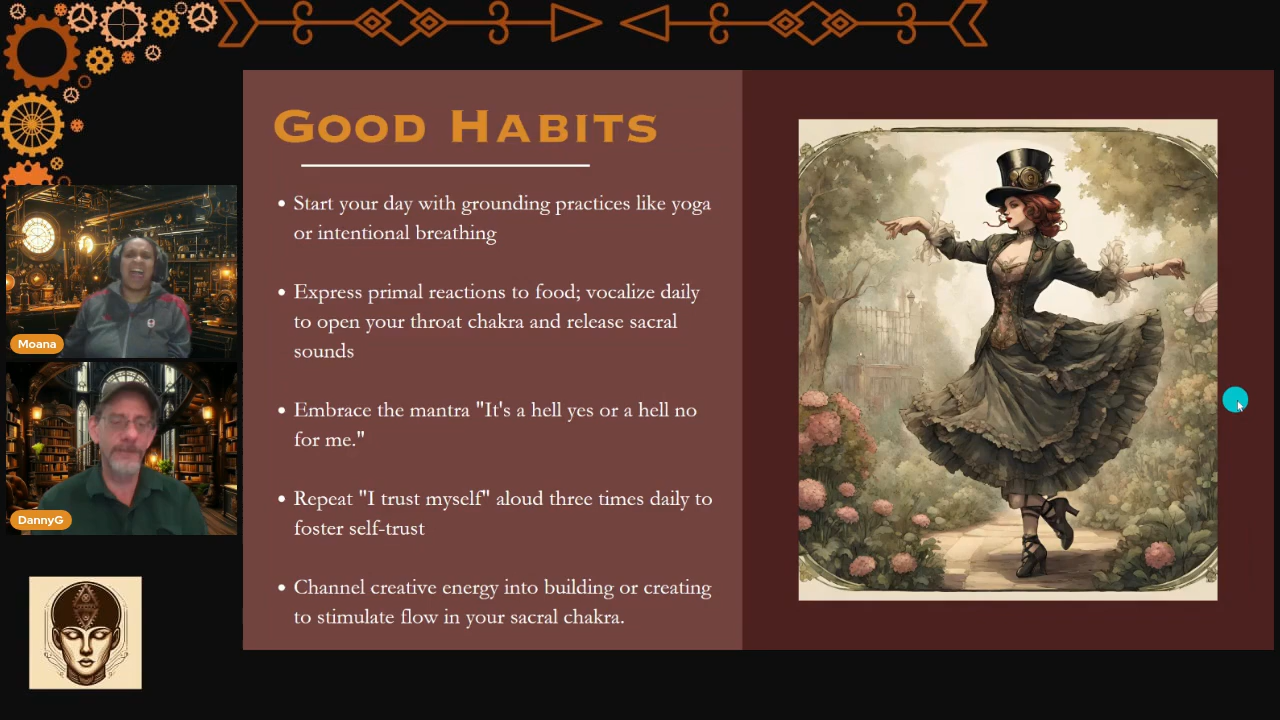 Good Habits
• Start your day with grounding practices like yoga
or intentional breathing
• Express primal reactions to food; vocalize daily
to open your throat chakra and release sacral
sounds
• Embrace the mantra "It's a hell yes or a hell no
for me."
• Repeat "I trust myself" aloud three times daily to
foster self-trust
• Channel creative energy into building or creating
to stimulate flow in your sacral chakra.
Moana
DannyG